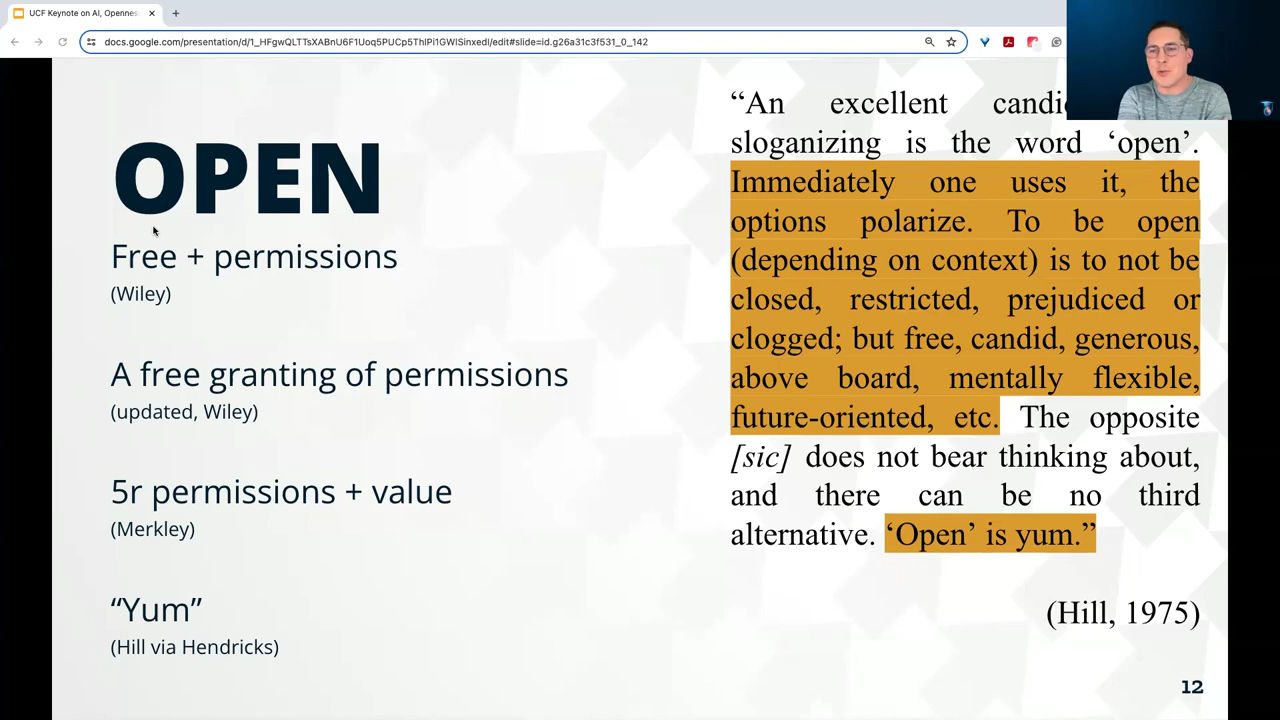 UCF Keynote on AI, Openness
docs.google.com/presentation/d/1_HFgwQLTTsXABnU6F1Uoq5PUCp5ThlPi1GWlSinxedI/edit#slide=id.g26a31c3f531_0_142
OPEN
Free + permissions
(Wiley)
A free granting of permissions
(updated, Wiley)
5r permissions + value
(Merkley)
“Yum”
(Hill via Hendricks)
“An excellent
sloganizing is the word ‘open’.
Immediately one uses it, the
options polarize. To be open
(depending on context) is to not be
closed, restricted, prejudiced or
clogged; but free, candid, generous,
above board, mentally flexible,
future-oriented, etc. The opposite
[sic] does not bear thinking about,
and there can be no third
alternative. ‘Open’ is yum.”
(Hill, 1975)
12